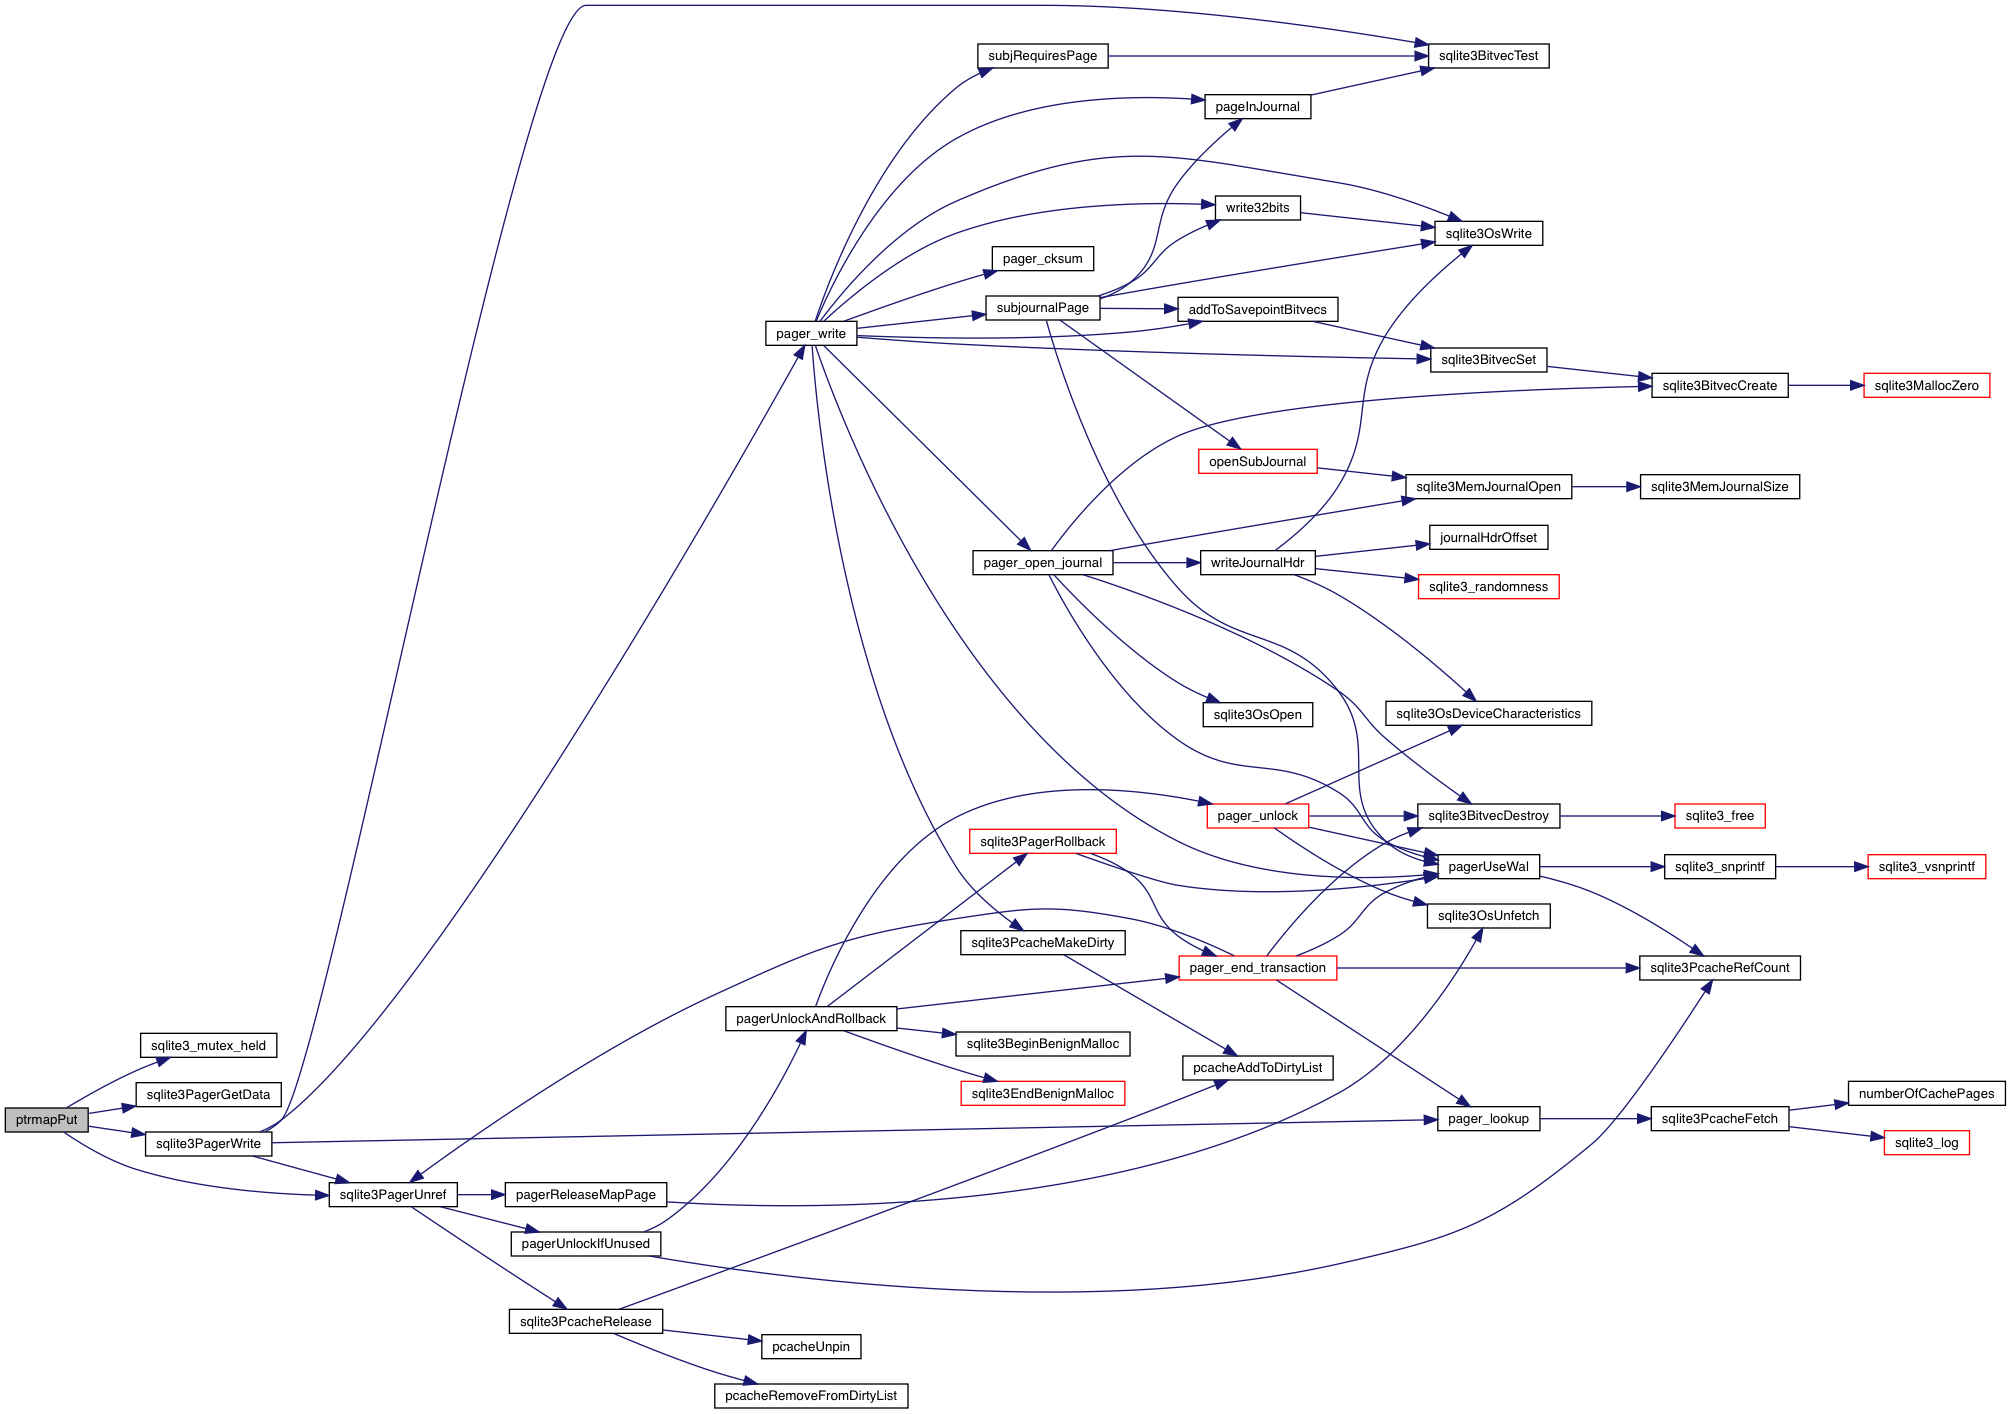 sqlite3BitvecTest
subjRequiresPage
pageInJournal
write32bits
sqlite3OsWrite
pager_cksum
subjournalPage
addToSavepointBitvecs
pager_write
sqlite3BitvecSet
sqlite3BitvecCreate
sqlite3MallocZero
openSubJournal
sqlite3MemJournalOpen
sqlite3MemJournalSize
journalHdrOffset
pager_open_journal
writeJournalHdr
sqlite3_randomness
sqlite3OsOpen
sqlite3OsDeviceCharacteristics
pager_unlock
sqlite3BitvecDestroy
sqlite3_free
sqlite3PagerRollback
pagerUseWal
sqlite3_snprintf
sqlite3_vsnprintf
sqlite3OsUnfetch
sqlite3PcacheMakeDirty
pager_end_transaction
sqlite3PcacheRefCount
pagerUnlockAndRollback
sqlite3BeginBenignMalloc
sqlite3_mutex_held
pcacheAddToDirtyList
sqlite3EndBenignMalloc
sqlite3PagerGetData
numberOfCachePages
ptrmapPut
pager_lookup
sqlite3PcacheFetch
sqlite3PagerWrite
sqlite3_log
sqlite3PagerUnref
pagerReleaseMapPage
pagerUnlockIfUnused
sqlite3PcacheRelease
pcacheUnpin
pcacheRemoveFromDirtyList